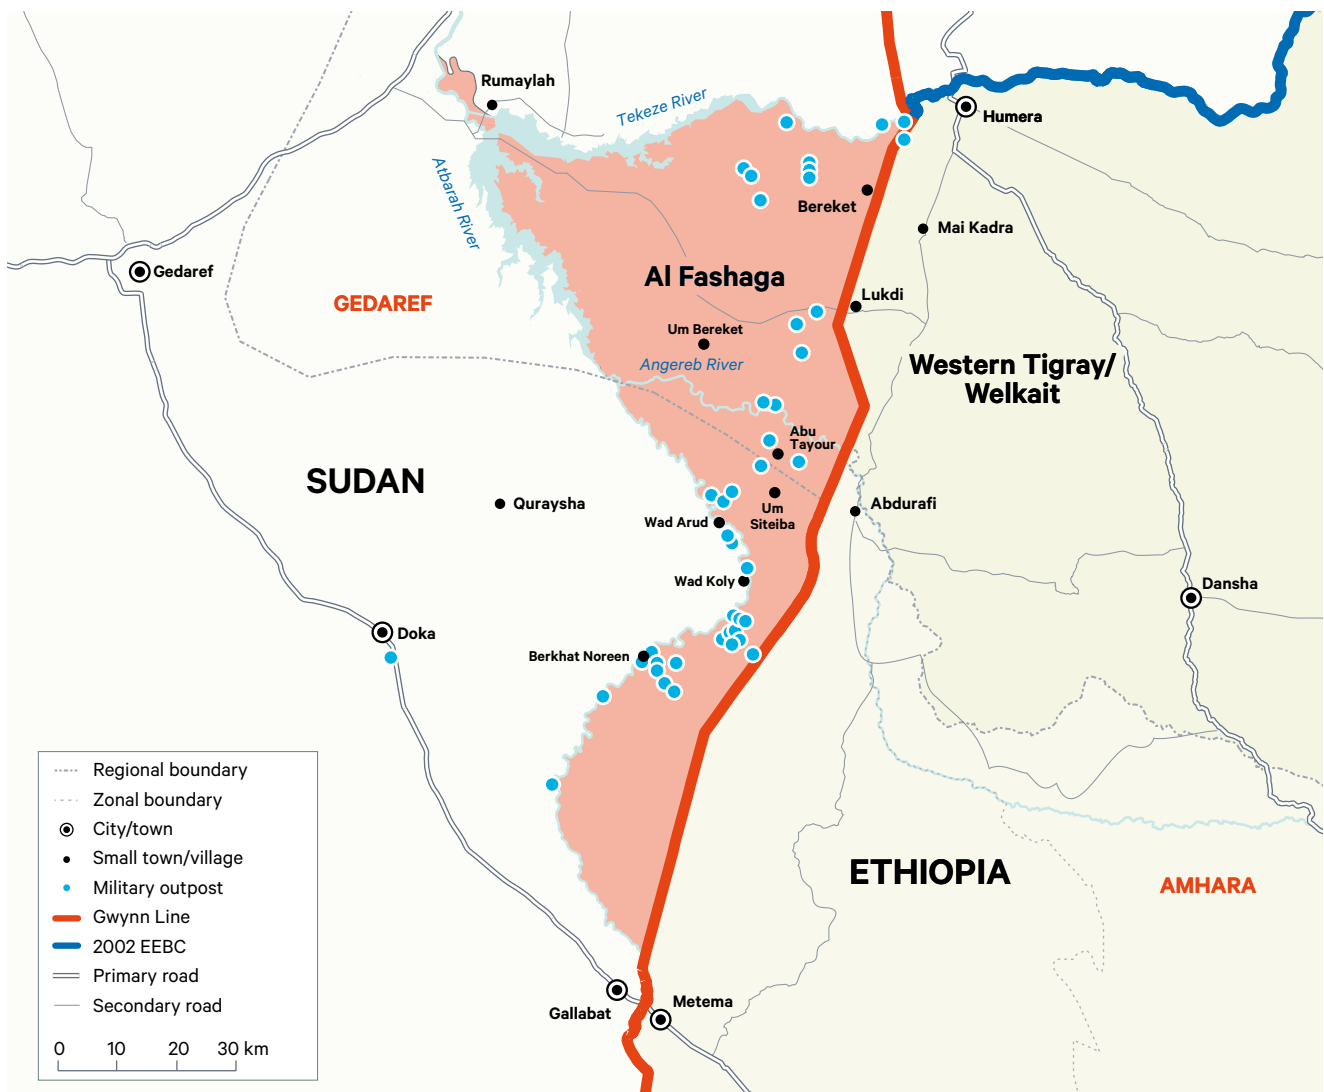 Rumaylah
Tekeze River
Humera
Atbarah River
Bereket
Mai Kadra
Gedaref
Al Fashaga
GEDAREF
Lukdi
Um Bereket
Angereb River
Western Tigray/
Welkait
Abu
Tayour
SUDAN
Quraysha
Um
Siteiba
Abdurafi
Wad Arud
Wad Koly
Dansha
Doka
Berkhat Noreen
ETHIOPIA
AMHARA
Gallabat
Metema
Regional boundary
Zonal boundary
City/town
Small town/village
Military outpost
Gwynn Line
2002 EEBC
Primary road
Secondary road
0 10 20 30 km